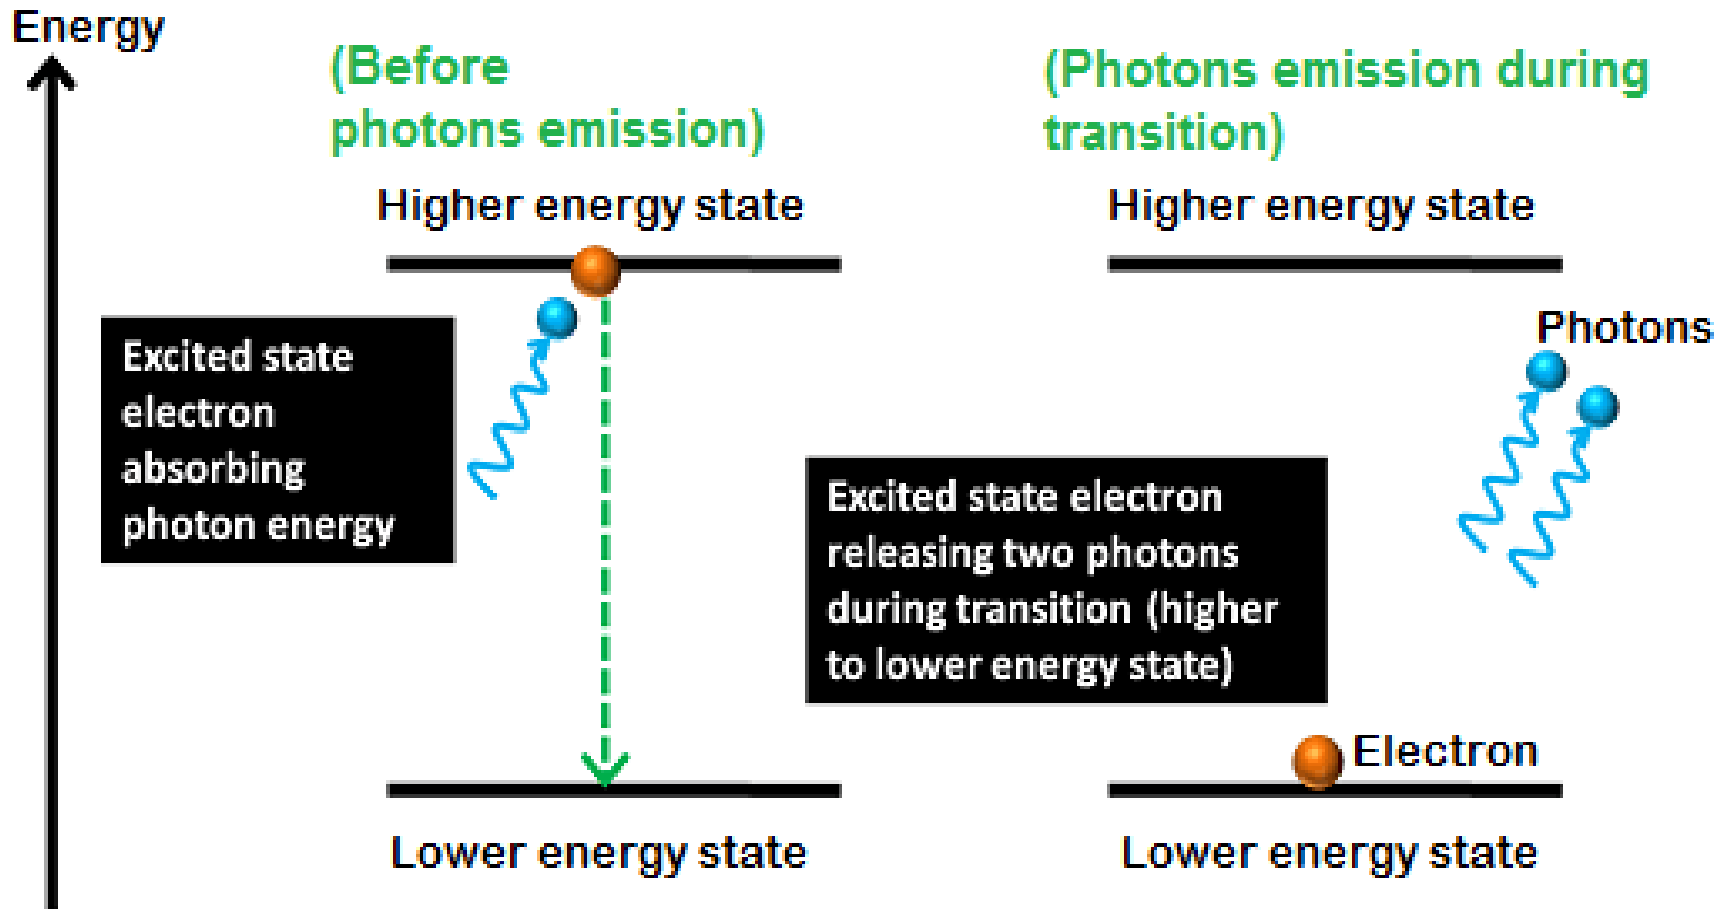 Energy
(Before
photons emission)
(Photons emission during
transition)
Higher energy state
Higher energy state
Photons
Excited state
electron
absorbing
photon energy
Excited state electron
releasing two photons
during transition (higher
to lower energy state)
Electron
Lower energy state
Lower energy state